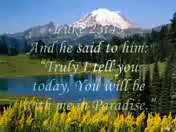 Luke 23:43
And he said to him:
"Truly I tell you
today, You will be
with me in Paradise.